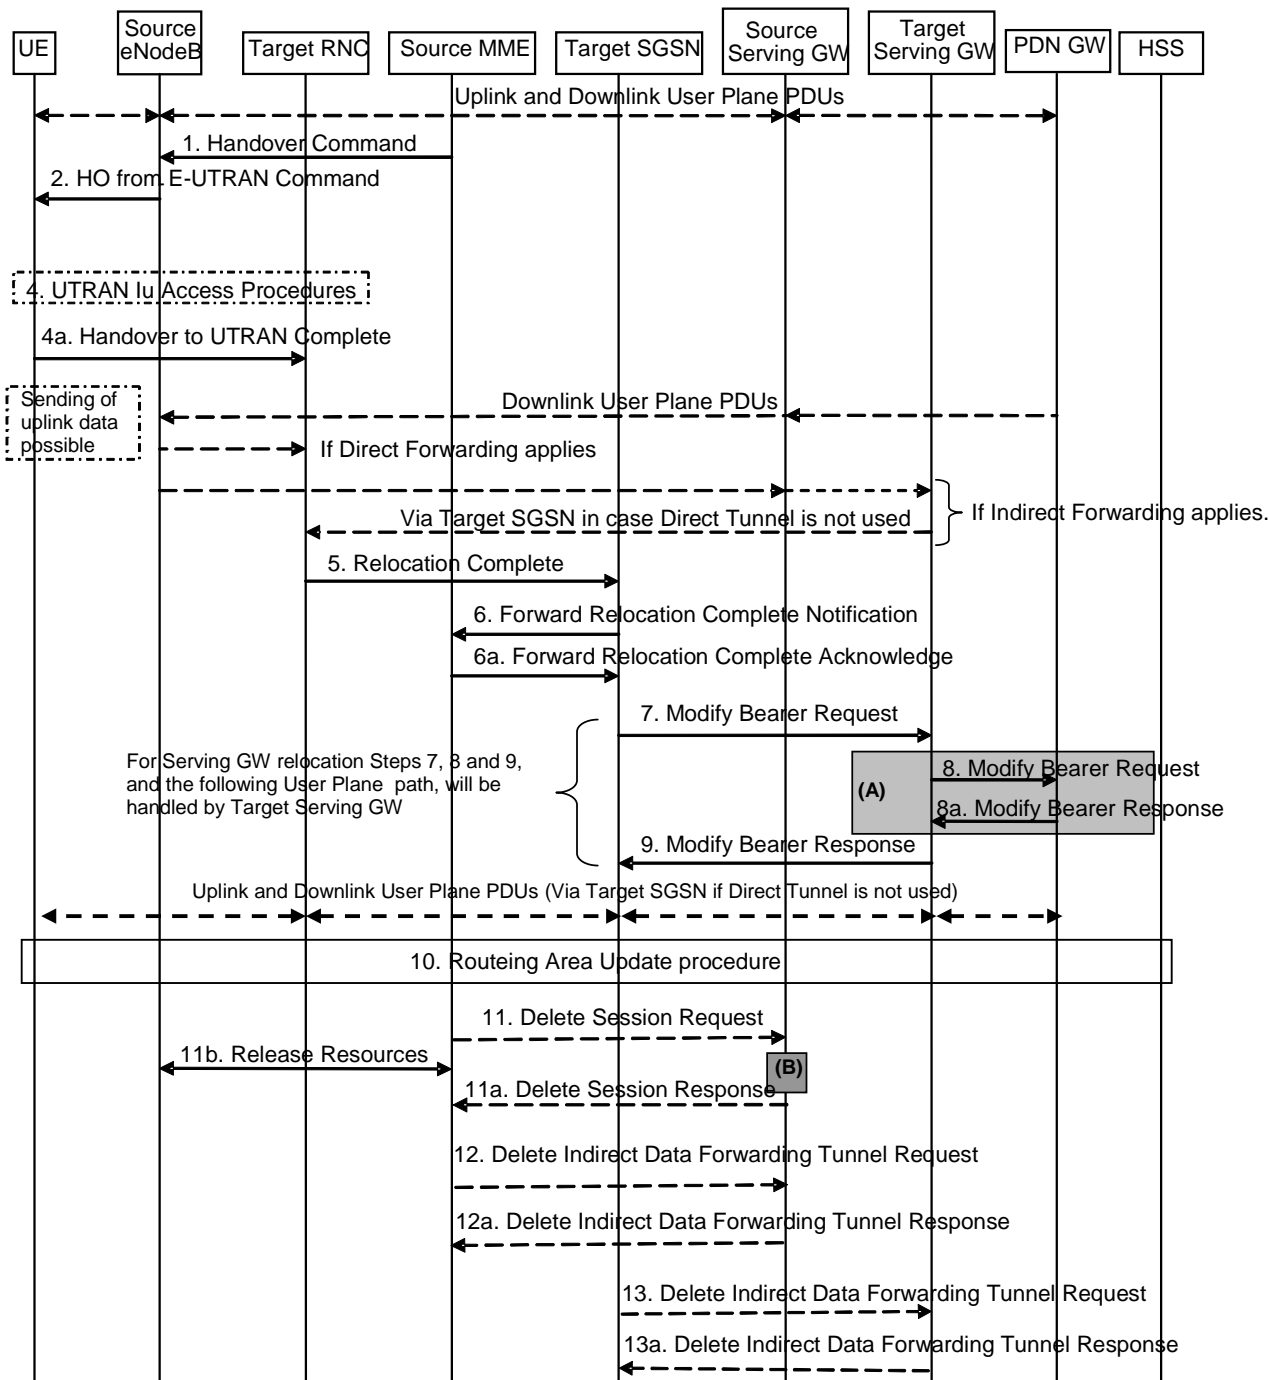 UE
Source
eNodeB
Target RNC
Source MME
Target SGSN
Source
Serving GW
Target
Serving GW
PDN GW
HSS
Uplink and Downlink User Plane PDUs
1. Handover Command
2. HO from E-UTRAN Command
4. UTRAN Iu Access Procedures
4a. Handover to UTRAN Complete
Sending of
uplink data
possible
Downlink User Plane PDUs
If Direct Forwarding applies
If Indirect Forwarding applies.
Via Target SGSN in case Direct Tunnel is not used
5. Relocation Complete
6. Forward Relocation Complete Notification
6a. Forward Relocation Complete Acknowledge
7. Modify Bearer Request
For Serving GW relocation Steps 7, 8 and 9,
and the following User Plane path, will be
handled by Target Serving GW
8. Modify Bearer Request
(A)
8a. Modify Bearer Response
9. Modify Bearer Response
Uplink and Downlink User Plane PDUs (Via Target SGSN if Direct Tunnel is not used)
10. Routeing Area Update procedure
11. Delete Session Request
11b. Release Resources
(B)
11a. Delete Session Response
12. Delete Indirect Data Forwarding Tunnel Request
12a. Delete Indirect Data Forwarding Tunnel Response
13. Delete Indirect Data Forwarding Tunnel Request
13a. Delete Indirect Data Forwarding Tunnel Response